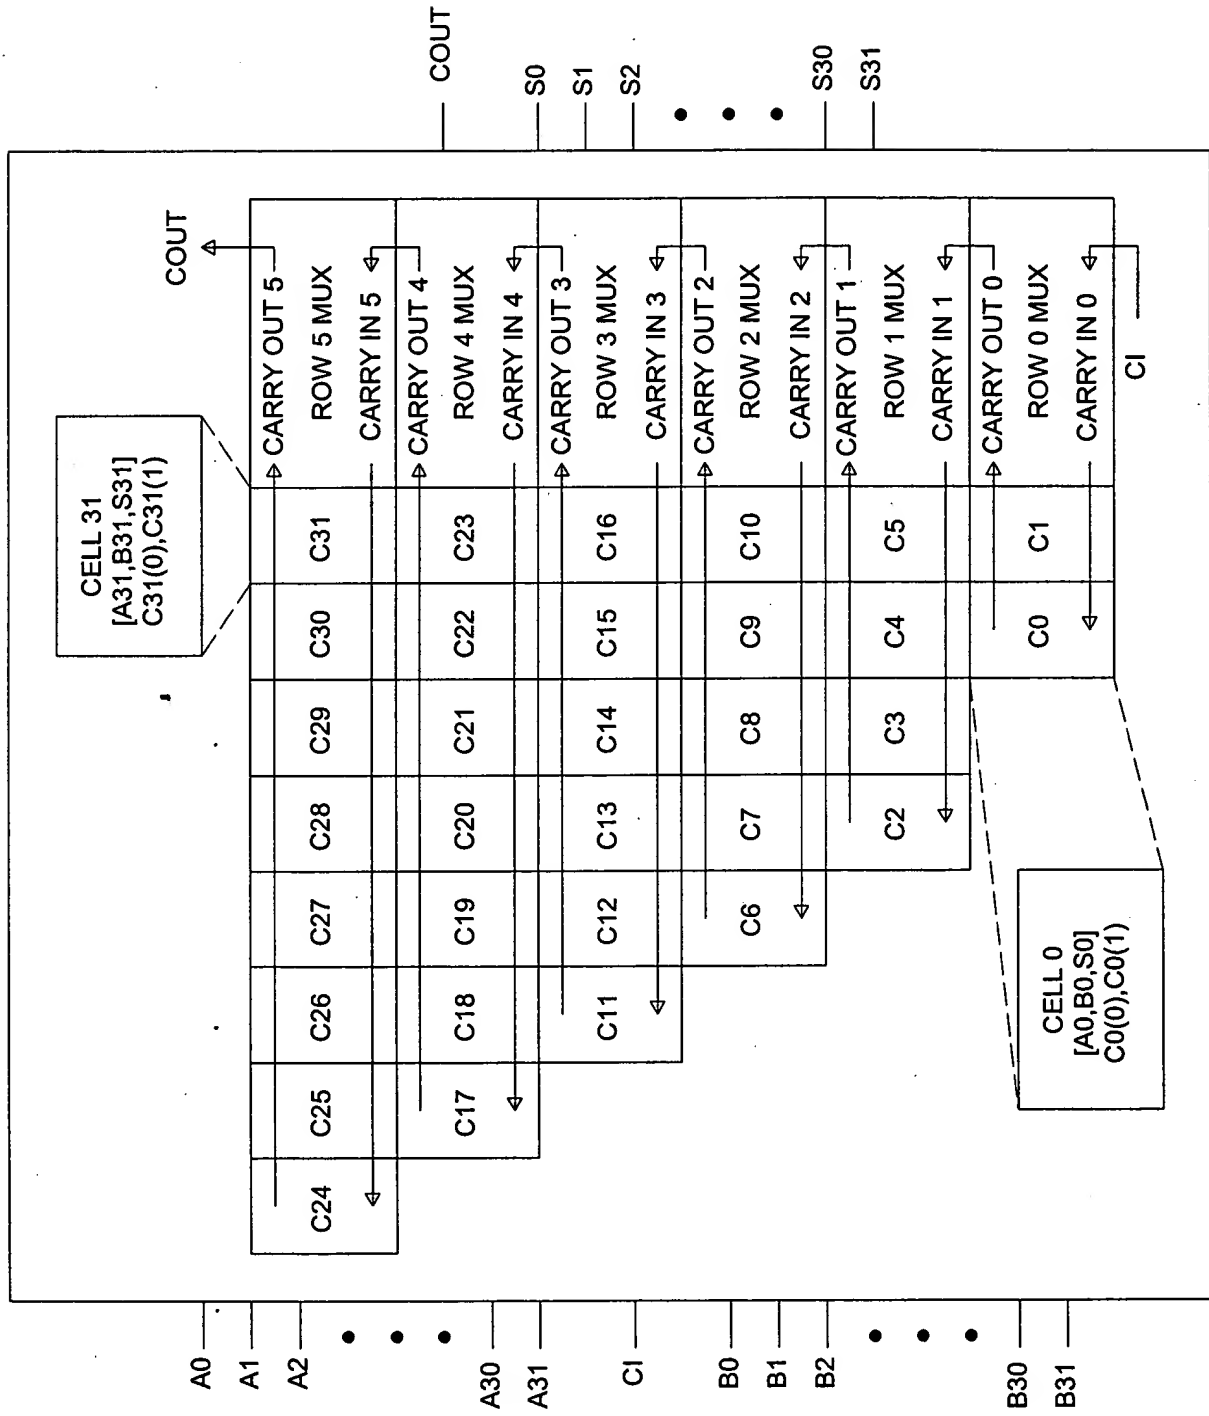 A0
A1
A2
A30
A31
CI
B0
B1
B2
B30
B31
CELL 31
[A31,B31,S31]
C31(0),C31(1)
COUT
C24
C25
C26
C27
C28
C29
C30
C31
CARRY OUT 5
ROW 5 MUX
CARRY IN 5
C17
C18
C19
C20
C21
C22
C23
CARRY OUT 4
ROW 4 MUX
CARRY IN 4
C11
C12
C13
C14
C15
C16
CARRY OUT 3
ROW 3 MUX
CARRY IN 3
C6
C7
C8
C9
C10
CARRY OUT 2
ROW 2 MUX
CARRY IN 2
C2
C3
C4
C5
CARRY OUT 1
ROW 1 MUX
CARRY IN 1
C0
C1
CARRY OUT 0
ROW 0 MUX
CARRY IN 0
CI
CELL 0
[A0,B0,S0]
C0(0),C0(1)
COUT
S0
S1
S2
S30
S31